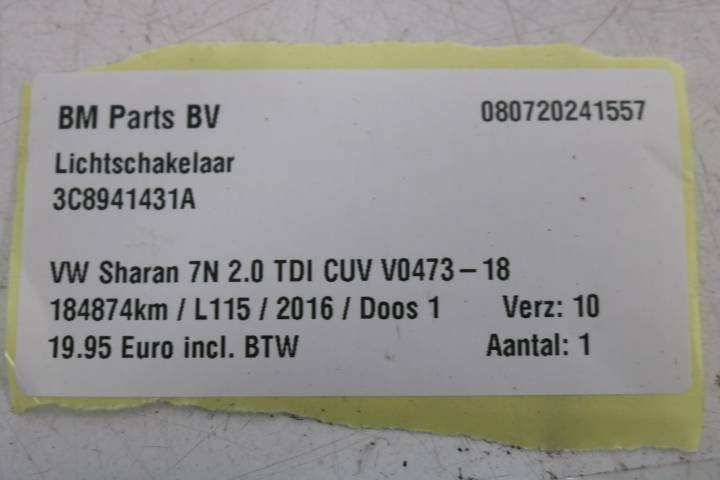 BM Parts BV 080720241557
Lichtschakelaar
3C8941431A
VW Sharan 7N 2.0 TDI CUV V0473-18
184874km / L115 / 2016 / Doos 1 Verz: 10
19.95 Euro incl. BTW Aantal: 1